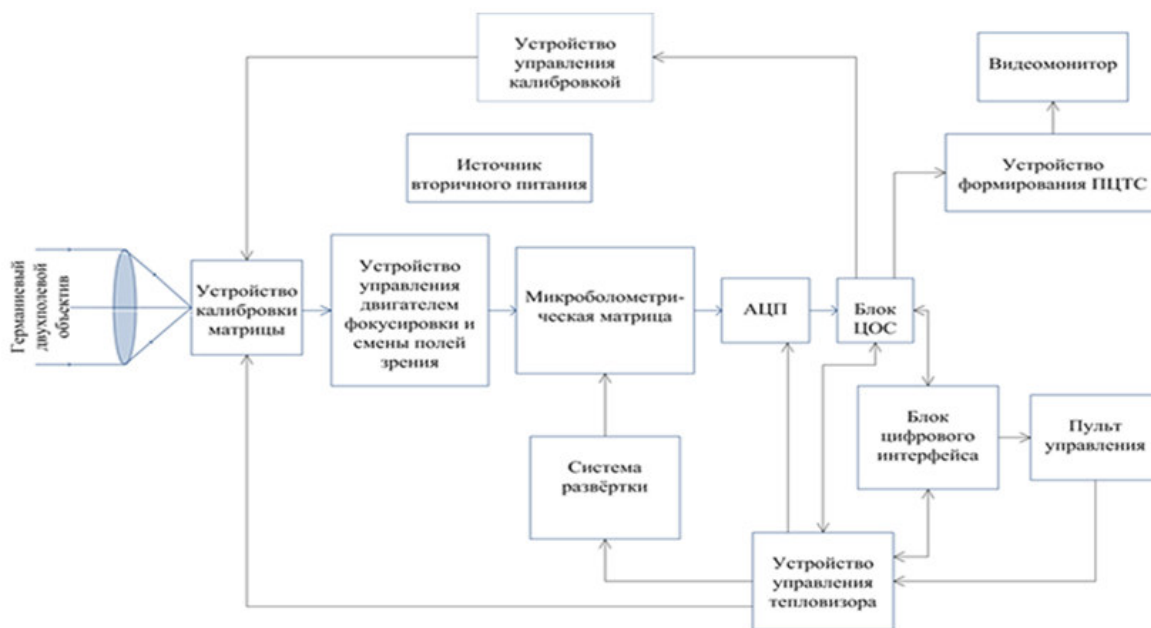 Устройство
управления
калибровкой
Видеомонитор
Источник
вторичного питания
Устройство
формирования ПЦТС
Германиевый
двухполевой
объектив
Устройство
калибровки
матрицы
Устройство
управления
двигателем
фокусировки и
смены полей
зрения
Микроболометри-
ческая матрица
АЦП
Блок
ЦОС
Блок
цифрового
интерфейса
Пульт
управления
Система
развёртки
Устройство
управления
тепловизора